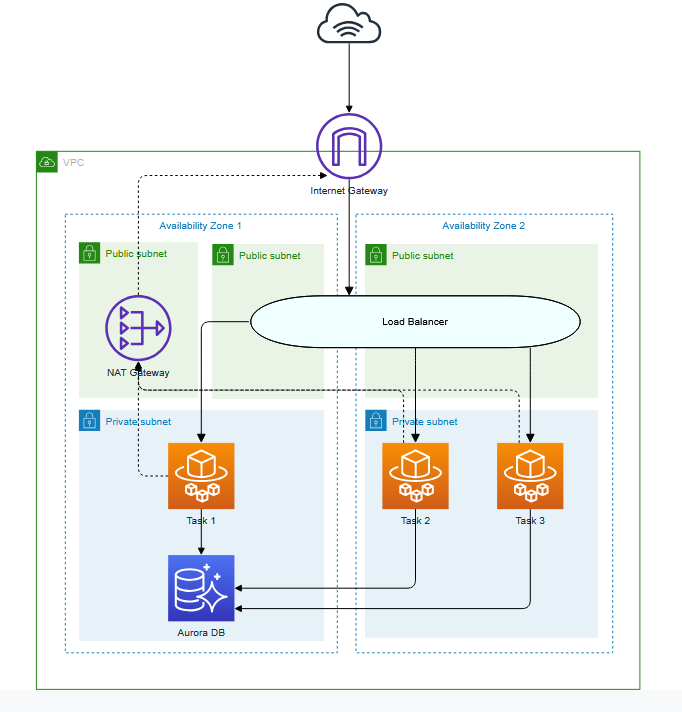 VPC
Internet Gateway
Availability Zone 1
Availability Zone 2
Public subnet
Public subnet
Public subnet
Load Balancer
NAT Gateway
Private subnet
Private subnet
Task 1
Task 2
Task 3
Aurora DB